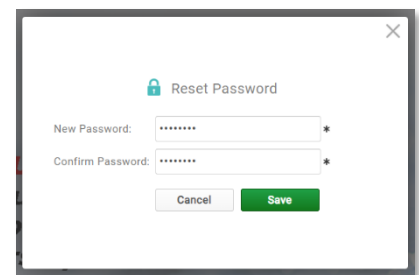 Reset Password
New Password: •••••••• *
Confirm Password: •••••••• *
Cancel Save